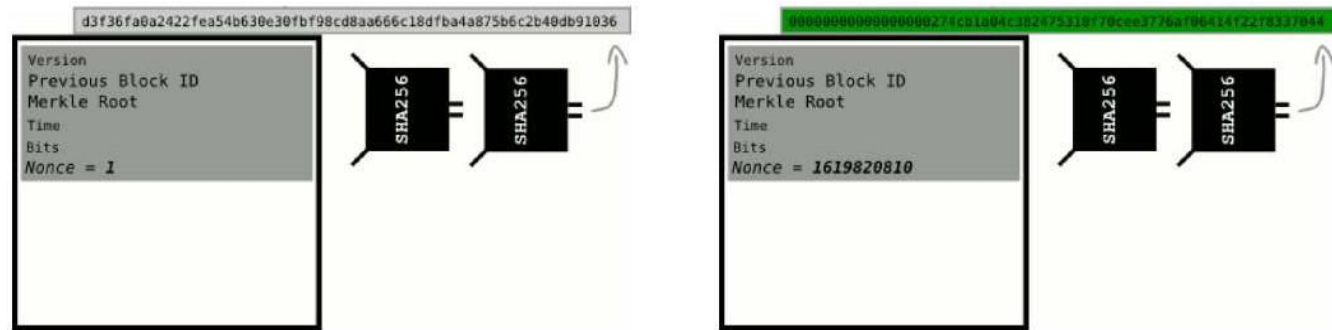 d3f36fa0a2422fea54b630e30fbf98cd8aa666c18dfba4a875b6c2b40db91036
Version
Previous Block ID
Merkle Root
Time
Bits
Nonce = 1
SHA256
SHA256
Version
Previous Block ID
Merkle Root
Time
Bits
Nonce = 1619820810
SHA256
SHA256